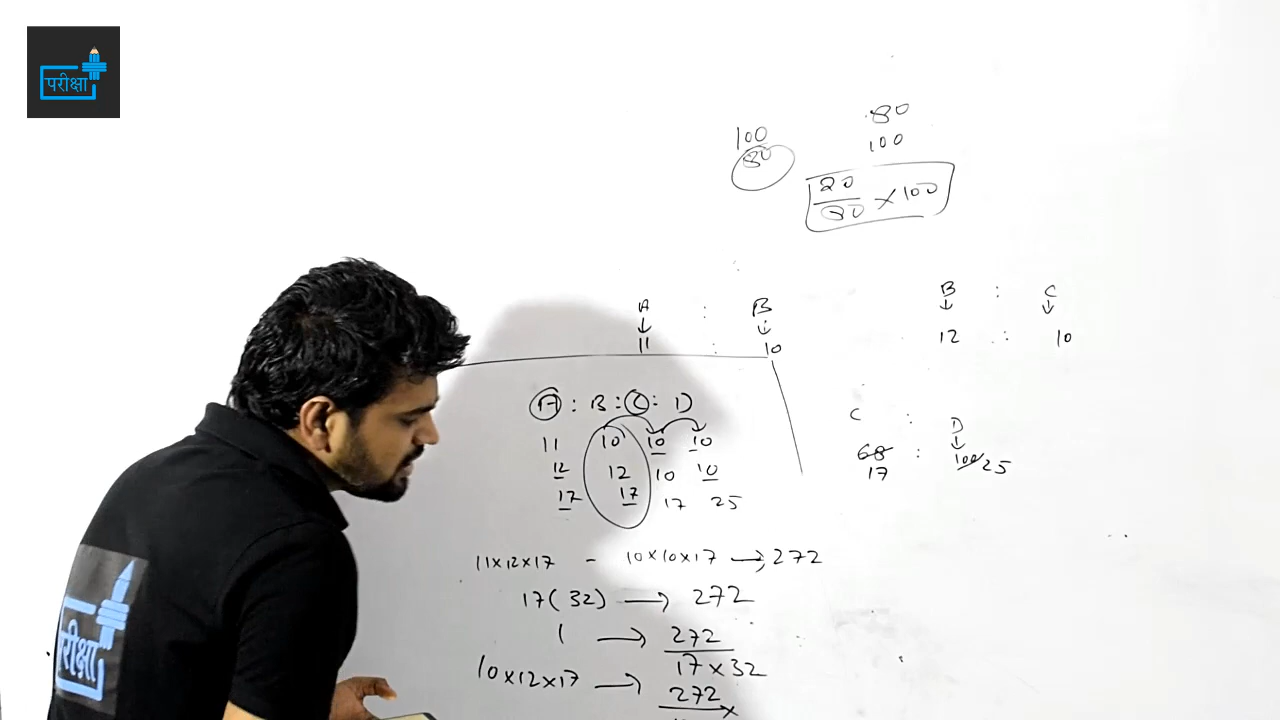 परीक्षा
80
100
100
80
20/80 × 100
A : B
↓ ↓
11 : 10
B : C
↓ ↓
12 : 10
A : B : C : D
11 10 10 10
12 12 10 10
17 17 17 25
C : D
↓
68 : 100 25
17
11×12×17 - 10×10×17 → 272
17(32) → 272
1 → 272/17×32
10×12×17 → 272 ×
परीक्षा